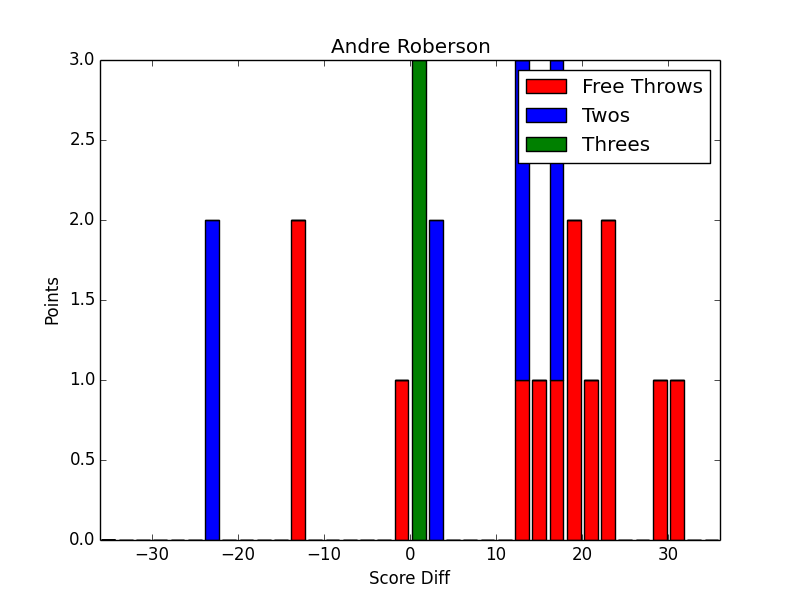 Andre Roberson
Free Throws
Twos
Threes
3.0
2.5
2.0
1.5
1.0
0.5
0.0
Points
−30 −20 −10 0 10 20 30
Score Diff